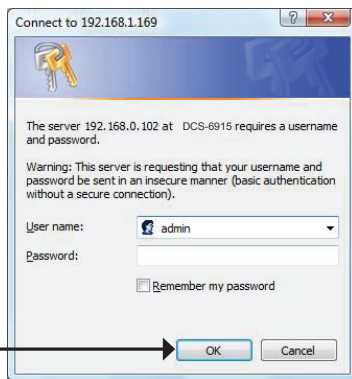 Connect to 192.168.1.169
The server 192.168.0.102 at DCS-6915 requires a username
and password.
Warning: This server is requesting that your username and
password be sent in an insecure manner (basic authentication
without a secure connection).
User name: admin
Password:
Remember my password
OK Cancel